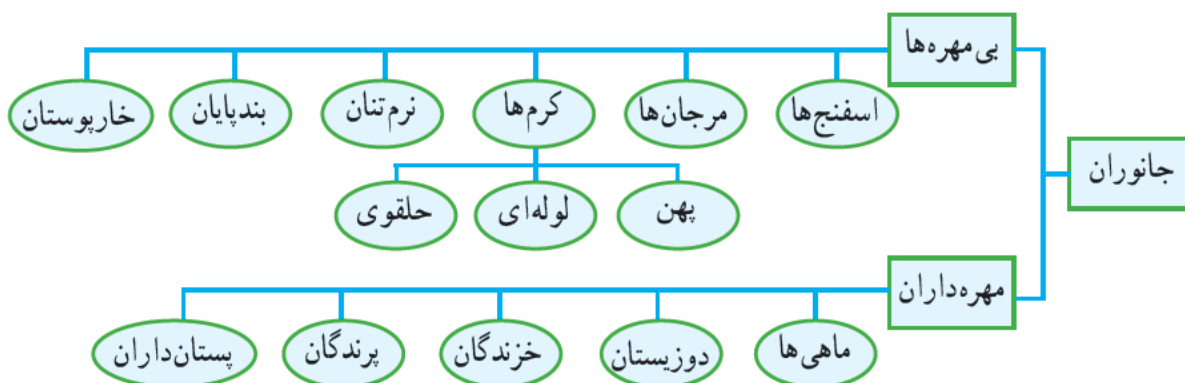 جانوران
بی‌مهره‌ها
اسفنج‌ها
مرجان‌ها
کرم‌ها
نرم‌تنان
بندپایان
خارپوستان
پهن
لوله‌ای
حلقوی
مهره‌داران
ماهی‌ها
دوزیستان
خزندگان
پرندگان
پستان‌داران